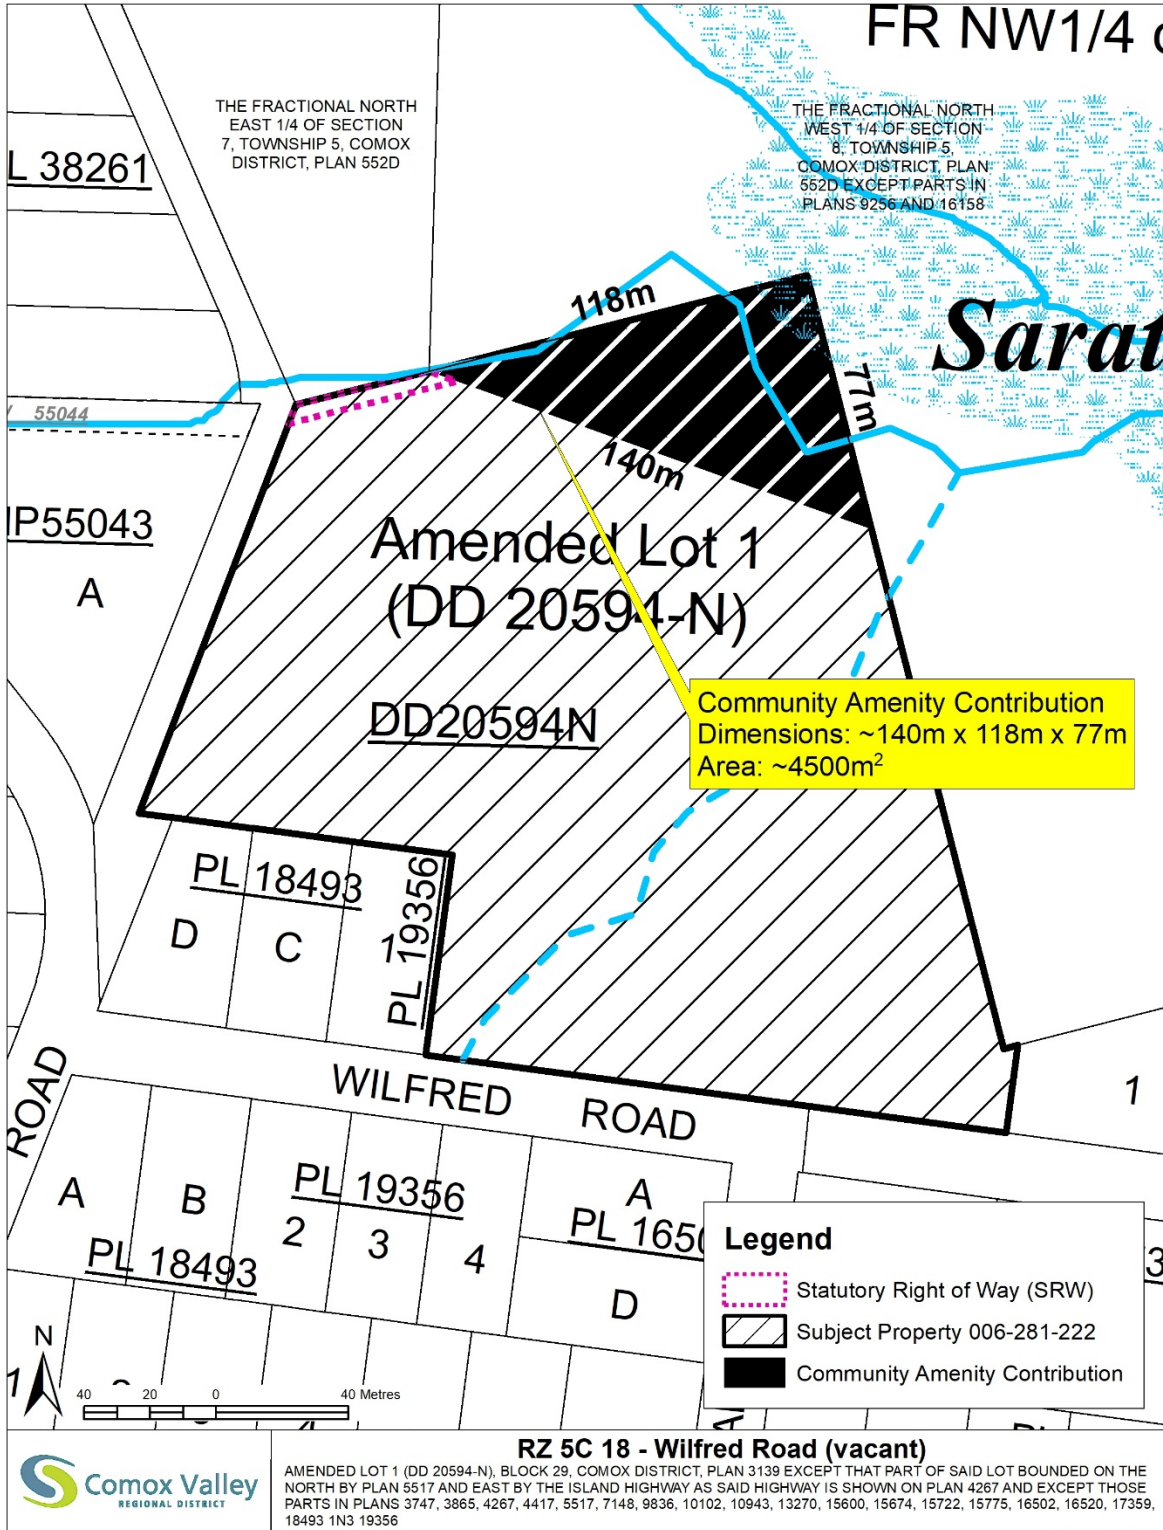 FR NW1/4
THE FRACTIONAL NORTH
EAST 1/4 OF SECTION
7, TOWNSHIP 5, COMOX
DISTRICT, PLAN 552D
THE FRACTIONAL NORTH
WEST 1/4 OF SECTION
8, TOWNSHIP 5,
COMOX DISTRICT, PLAN
552D EXCEPT PARTS IN
PLANS 9256 AND 16158
L 38261
118m
Sarat
77m
55044
140m
IP55043
A
Amended Lot 1
(DD 20594-N)
DD20594N
Community Amenity Contribution
Dimensions: ~140m x 118m x 77m
Area: ~4500m²
PL 18493
PL 19356
D
C
1
WILFRED ROAD
ROAD
1
A
B
PL 18493
PL 19356
2
3
4
A
PL 1650
D
3
Legend
Statutory Right of Way (SRW)
Subject Property 006-281-222
Community Amenity Contribution
N
1
40 20 0 40 Metres
Comox Valley
REGIONAL DISTRICT
RZ 5C 18 - Wilfred Road (vacant)
AMENDED LOT 1 (DD 20594-N), BLOCK 29, COMOX DISTRICT, PLAN 3139 EXCEPT THAT PART OF SAID LOT BOUNDED ON THE
NORTH BY PLAN 5517 AND EAST BY THE ISLAND HIGHWAY AS SAID HIGHWAY IS SHOWN ON PLAN 4267 AND EXCEPT THOSE
PARTS IN PLANS 3747, 3865, 4267, 4417, 5517, 7148, 9836, 10102, 10943, 13270, 15600, 15674, 15722, 15775, 16502, 16520, 17359,
18493 1N3 19356